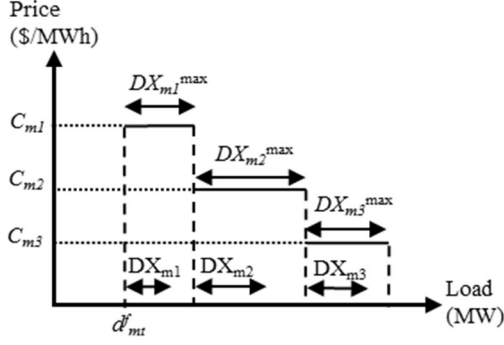 Price
($/MWh)
DXm1max
Cm1
DXm2max
Cm2
DXm3max
Cm3
DXm1
DXm2
DXm3
Load
(MW)
dfmt